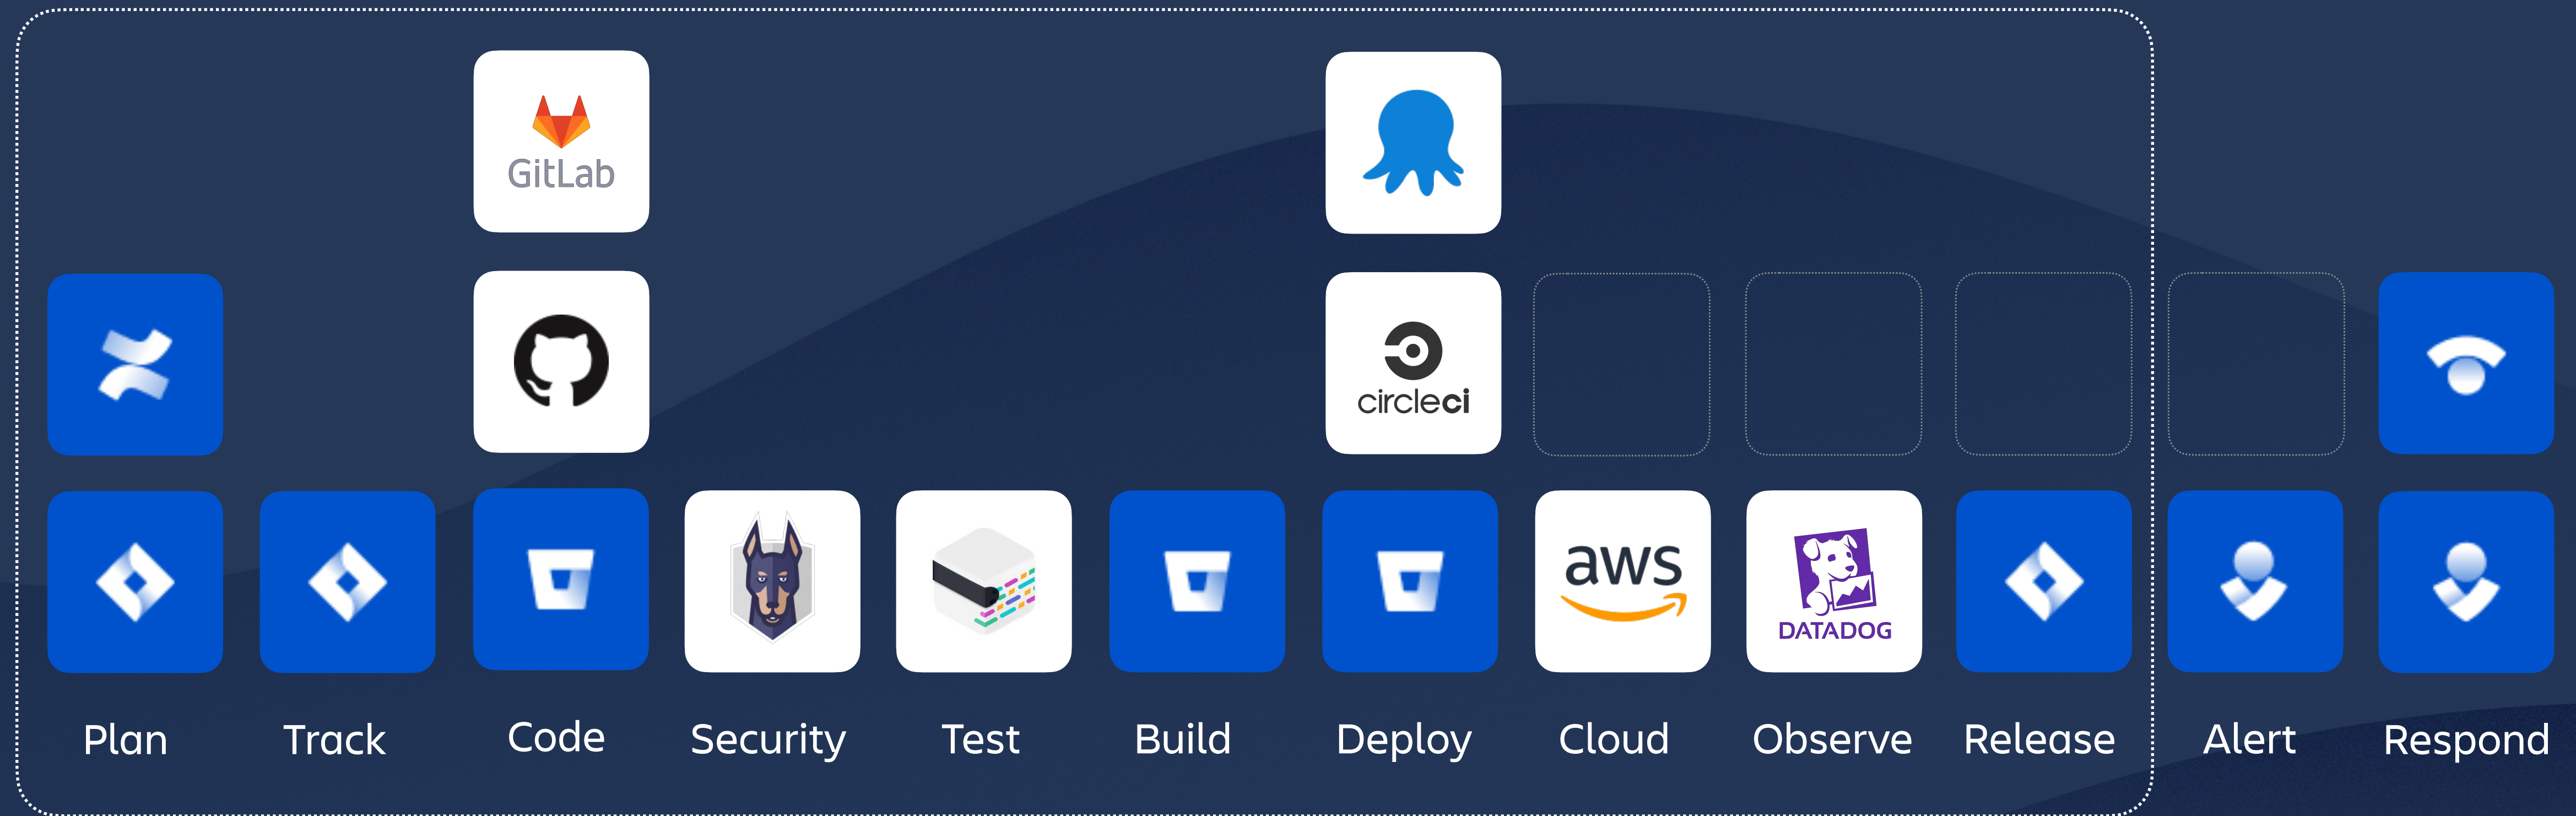 GitLab
circleci
aws
DATADOG
Plan
Track
Code
Security
Test
Build
Deploy
Cloud
Observe
Release
Alert
Respond